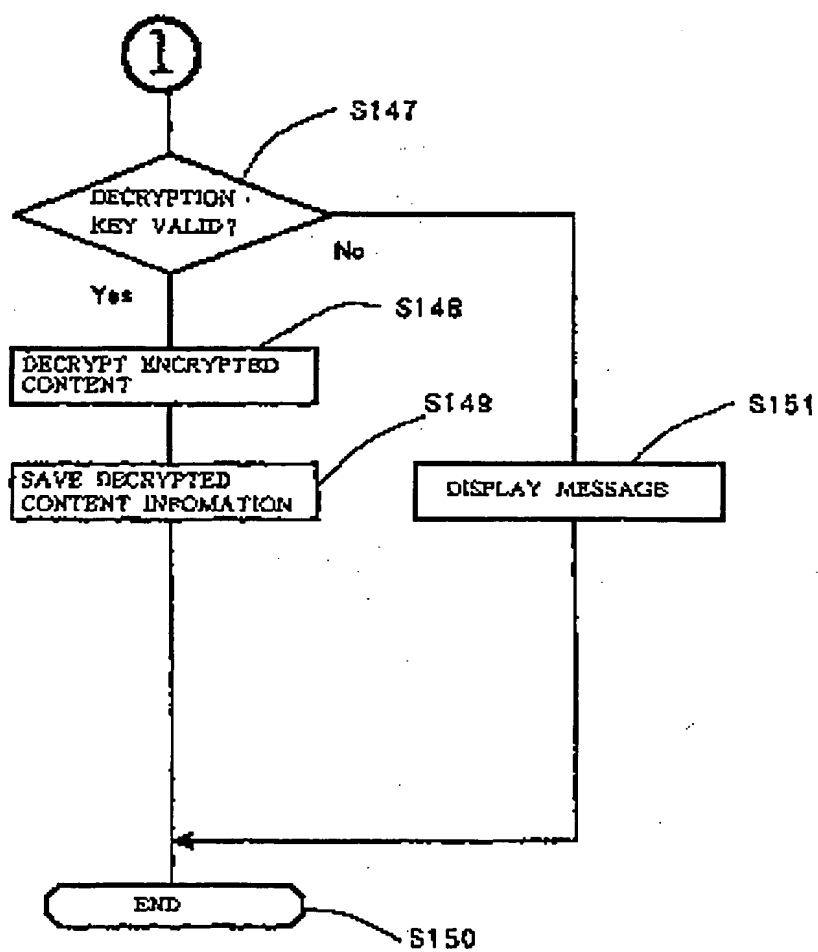 1
S147
DECRYPTION
KEY VALID?
No
Yes
S148
DECRYPT ENCRYPTED
CONTENT
S149
S151
SAVE DECRYPTED
CONTENT INFOMATION
DISPLAY MESSAGE
END
S150